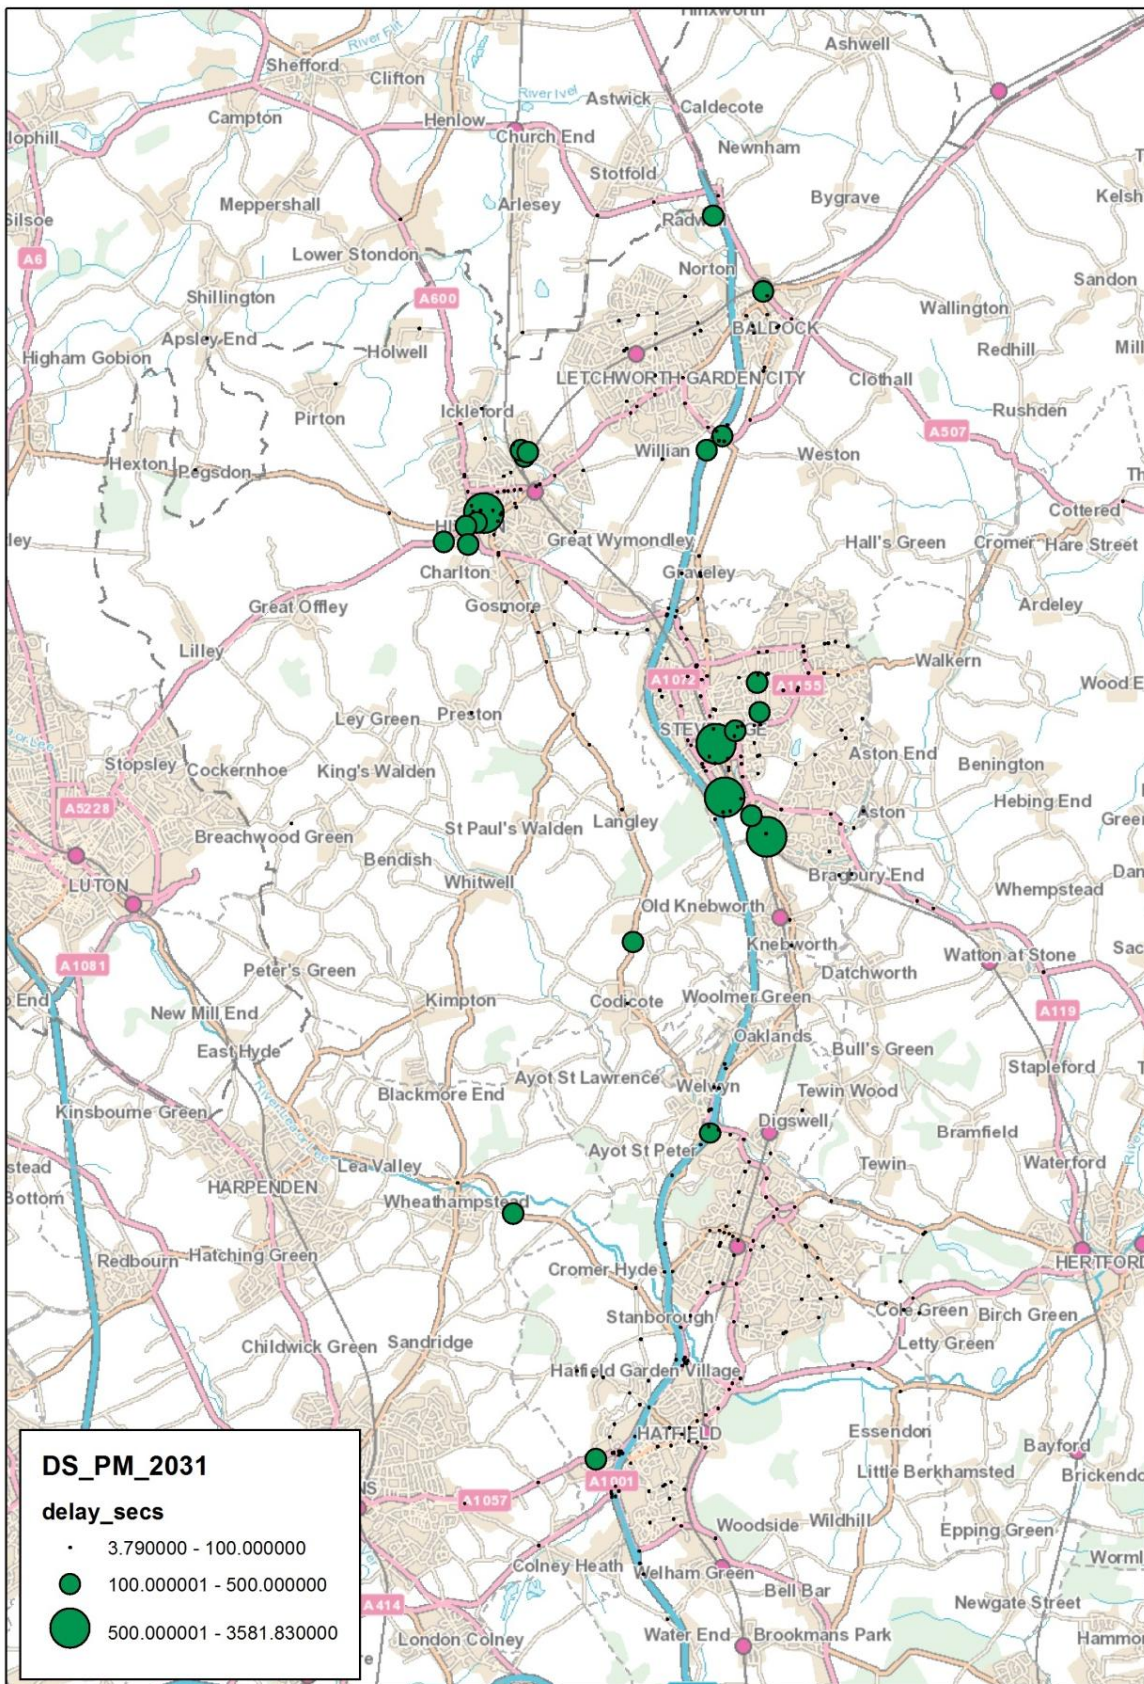 Ashwell
River Flit
Shefford
Clifton
River Ivel
Astwick
Caldecote
Campton
Henlow
Church End
Newnham
Stotfold
Meppershall
Arlesey
Bygrave
Silsoe
A6
Lower Stondon
Norton
Sandon
A600
Shillington
Wallington
Apsley End
BALDOCK
Higham Gobion
Holwell
Redhill
LETCHWORTH GARDEN CITY
Clothall
Ickleford
Pirton
Rushden
A507
Hexton
Pegsdon
Willian
Weston
Cottered
Great Wymondley
Hall's Green
Cromer
Hare Street
Charlton
Graveley
Great Offley
Gosmore
Ardeley
Lilley
Walkern
A1072
A1155
Ley Green
Preston
Stopsley
Cockernhoe
King's Walden
Aston End
Benington
A5228
Hebing End
Breachwood Green
St Paul's Walden
Langley
Aston
Bendish
LUTON
Whitwell
Bragbury End
Whempstead
Old Knebworth
Knebworth
Watton at Stone
A1081
Peter's Green
Datchworth
Kimpton
Codicote
Woolmer Green
New Mill End
A119
East Hyde
Oaklands
Bull's Green
Ayot St Lawrence
Stapleford
Welwyn
Tewin Wood
Blackmore End
Kinsbourne Green
Digswell
Bramfield
Ayot St Peter
Lea Valley
Tewin
Waterford
HARPENDEN
Wheathampstead
Redbourn
Hatching Green
Cromer Hyde
HERTFORD
Stanborough
Cole Green
Birch Green
Childwick Green
Sandridge
Letty Green
Hatfield Garden Village
HATFIELD
Essendon
Bayford
DS_PM_2031
A1001
Little Berkhamsted
A1057
delay_secs
Woodside
Wildhill
Epping Green
3.790000 - 100.000000
Colney Heath
Welham Green
Bell Bar
100.000001 - 500.000000
A414
Newgate Street
500.000001 - 3581.830000
London Colney
Water End
Brookmans Park